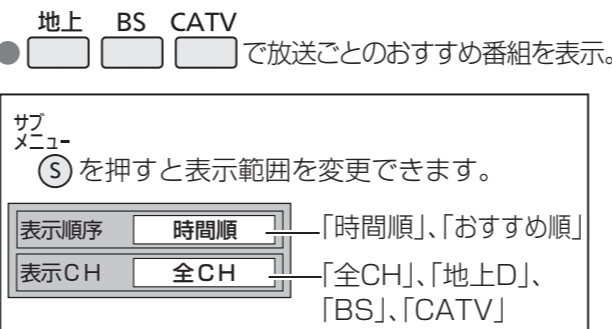 地上 BS CATV
●で放送ごとのおすすめ番組を表示。
サブ
メニュー
Ⓢを押すと表示範囲を変更できます。
表示順序 時間順 「時間順」、「おすすめ順」
表示CH 全CH 「全CH」、「地上D」、
「BS」、「CATV」